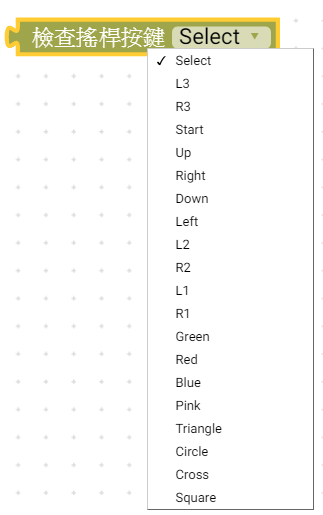 檢查搖桿按鍵 Select
✓ Select
L3
R3
Start
Up
Right
Down
Left
L2
R2
L1
R1
Green
Red
Blue
Pink
Triangle
Circle
Cross
Square